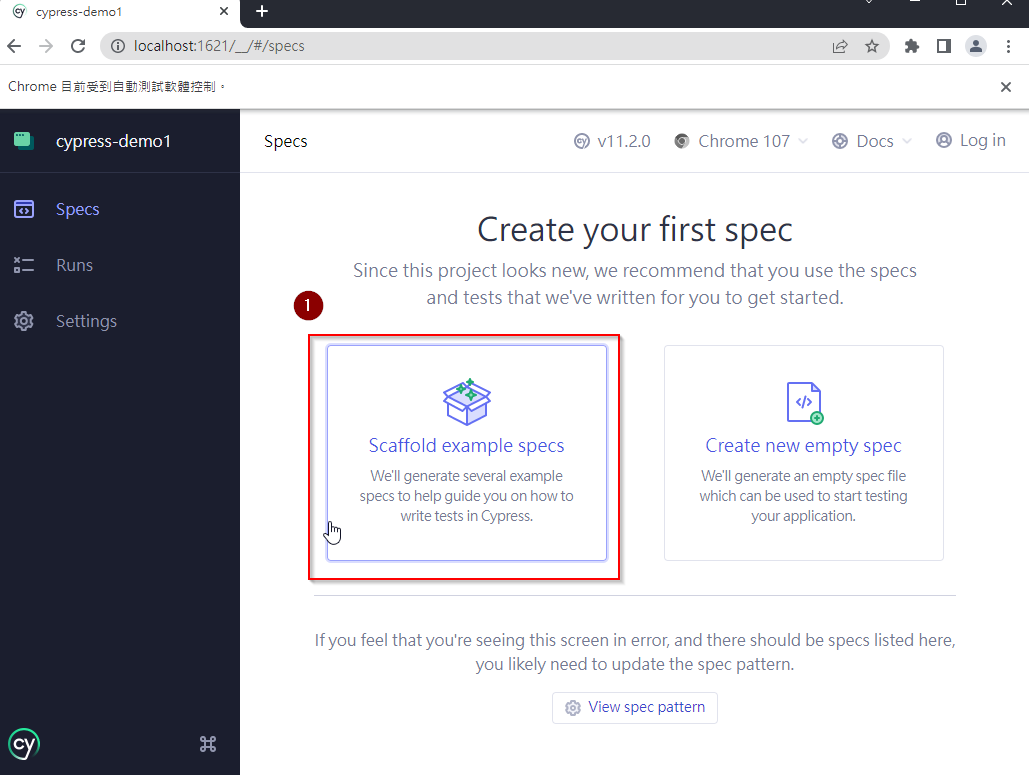 cypress-demo1
localhost:1621/__/#/specs
Chrome 目前受到自動測試軟體控制。
cypress-demo1
Specs
v11.2.0
Chrome 107
Docs
Log in
Specs
Runs
Settings
Create your first spec
Since this project looks new, we recommend that you use the specs
and tests that we've written for you to get started.
1
Scaffold example specs
We'll generate several example
specs to help guide you on how to
write tests in Cypress.
Create new empty spec
We'll generate an empty spec file
which can be used to start testing
your application.
If you feel that you're seeing this screen in error, and there should be specs listed here,
you likely need to update the spec pattern.
View spec pattern
cy